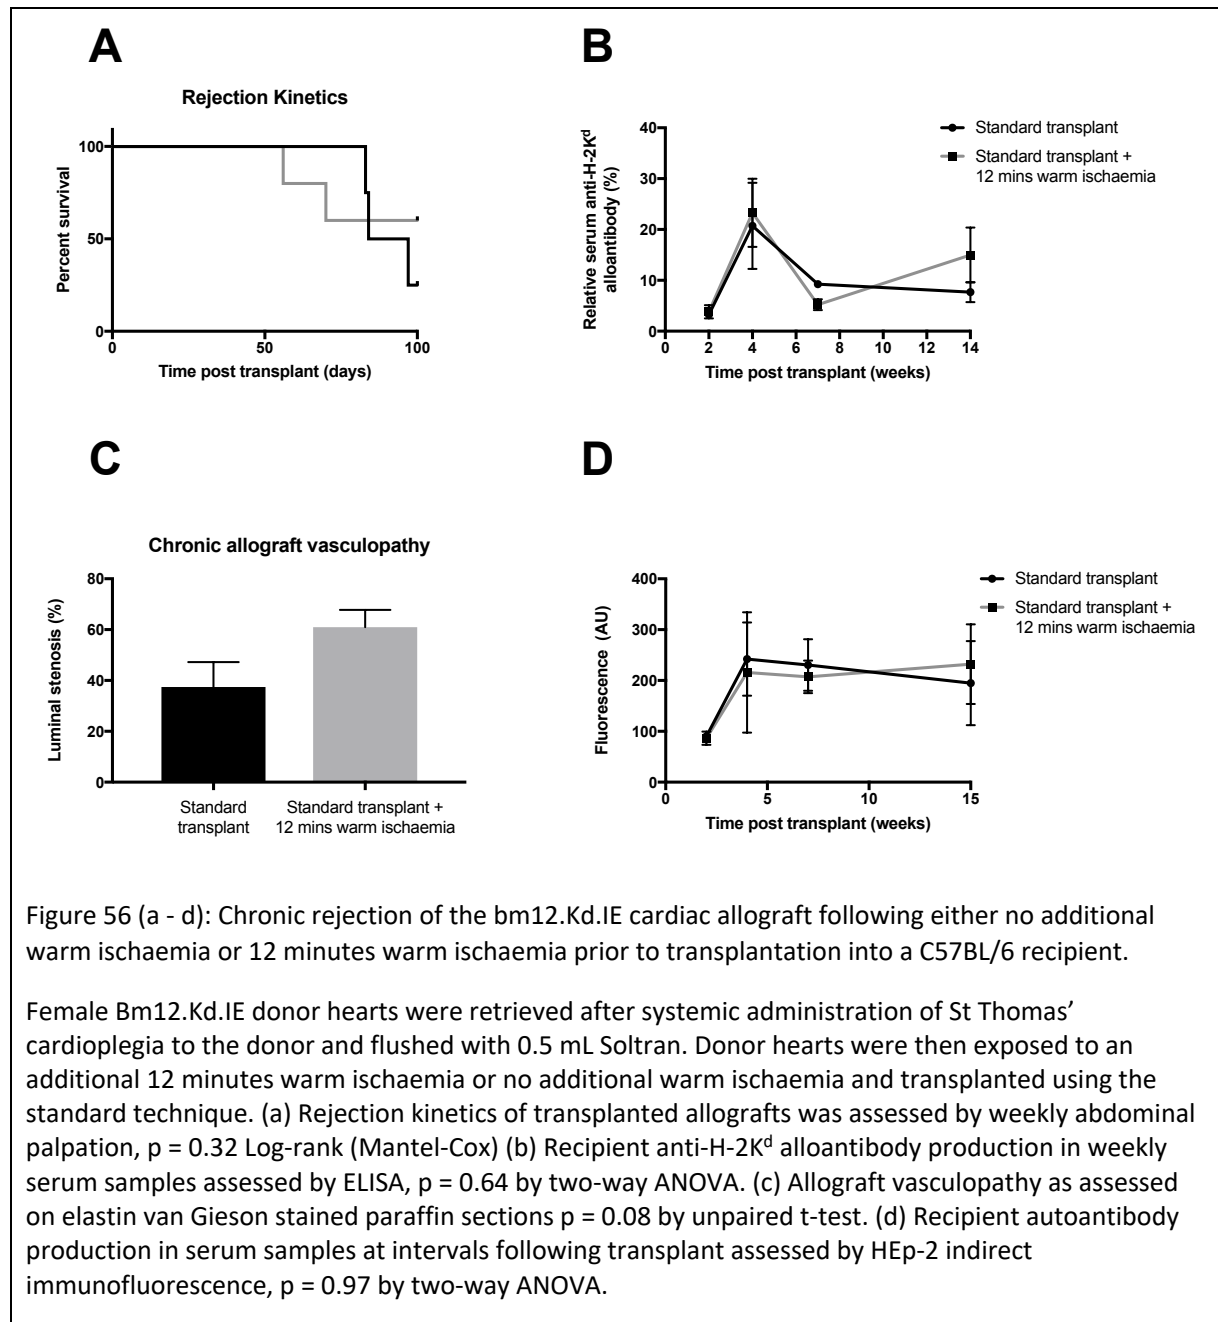 A
Rejection Kinetics
Percent survival
100
50
0
0
50
100
Time post transplant (days)
B
Relative serum anti-H-2Kᵈ
alloantibody (%)
40
30
20
10
0
0 2 4 6 8 10 12 14
Time post transplant (weeks)
Standard transplant
Standard transplant +
12 mins warm ischaemia
C
Chronic allograft vasculopathy
Luminal stenosis (%)
80
60
40
20
0
Standard
transplant
Standard transplant +
12 mins warm ischaemia
D
Fluorescence (AU)
400
300
200
100
0
0 5 10 15
Time post transplant (weeks)
Standard transplant
Standard transplant +
12 mins warm ischaemia
Figure 56 (a - d): Chronic rejection of the bm12.Kd.IE cardiac allograft following either no additional
warm ischaemia or 12 minutes warm ischaemia prior to transplantation into a C57BL/6 recipient.
Female Bm12.Kd.IE donor hearts were retrieved after systemic administration of St Thomas’
cardioplegia to the donor and flushed with 0.5 mL Soltran. Donor hearts were then exposed to an
additional 12 minutes warm ischaemia or no additional warm ischaemia and transplanted using the
standard technique. (a) Rejection kinetics of transplanted allografts was assessed by weekly abdominal
palpation, p = 0.32 Log-rank (Mantel-Cox) (b) Recipient anti-H-2Kᵈ alloantibody production in weekly
serum samples assessed by ELISA, p = 0.64 by two-way ANOVA. (c) Allograft vasculopathy as assessed
on elastin van Gieson stained paraffin sections p = 0.08 by unpaired t-test. (d) Recipient autoantibody
production in serum samples at intervals following transplant assessed by HEp-2 indirect
immunofluorescence, p = 0.97 by two-way ANOVA.